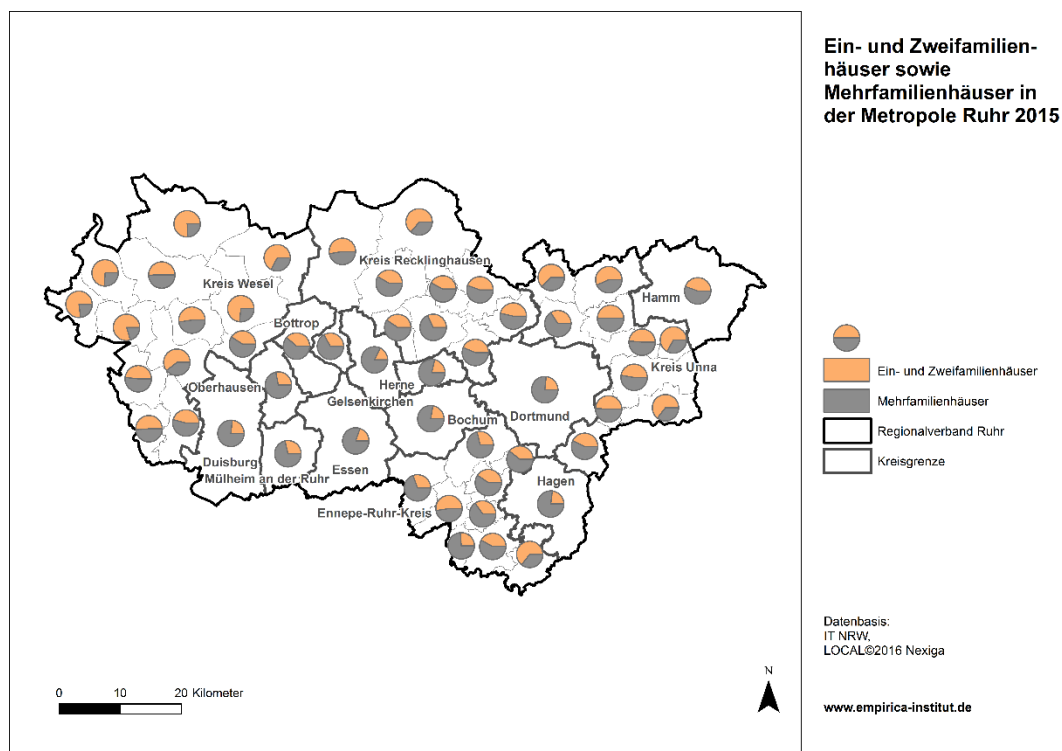 Ein- und Zweifamilien-
häuser sowie
Mehrfamilienhäuser in
der Metropole Ruhr 2015
Kreis Recklinghausen
Kreis Wesel
Hamm
Bottrop
Kreis Unna
Oberhausen
Herne
Gelsenkirchen
Bochum
Dortmund
Duisburg
Essen
Mülheim an der Ruhr
Hagen
Ennepe-Ruhr-Kreis
Ein- und Zweifamilienhäuser
Mehrfamilienhäuser
Regionalverband Ruhr
Kreisgrenze
Datenbasis:
IT NRW,
LOCAL©2016 Nexiga
www.empirica-institut.de
N
0 10 20 Kilometer